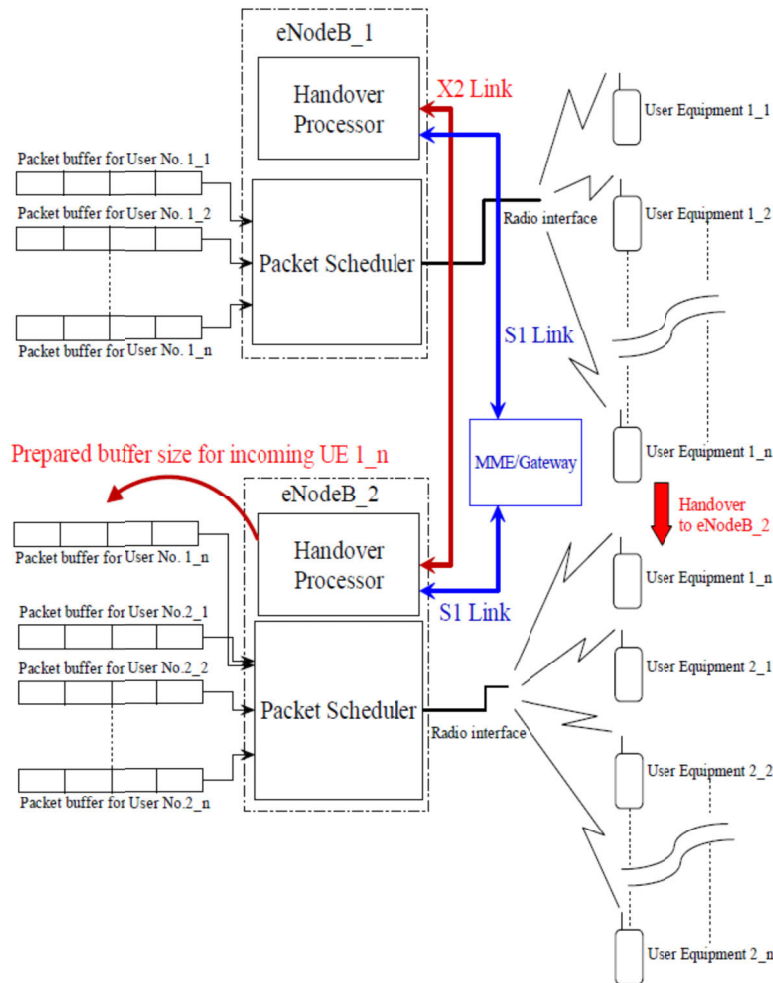 eNodeB_1
Handover
Processor
X2 Link
User Equipment 1_1
Packet buffer for User No. 1_1
Packet buffer for User No. 1_2
Packet Scheduler
Radio interface
User Equipment 1_2
Packet buffer for User No. 1_n
S1 Link
Prepared buffer size for incoming UE 1_n
MME/Gateway
User Equipment 1_n
eNodeB_2
Handover
to eNodeB_2
Packet buffer for User No. 1_n
Handover
Processor
User Equipment 1_n
S1 Link
Packet buffer for User No.2_1
Packet buffer for User No.2_2
Packet Scheduler
Radio interface
User Equipment 2_1
User Equipment 2_2
Packet buffer for User No.2_n
User Equipment 2_n